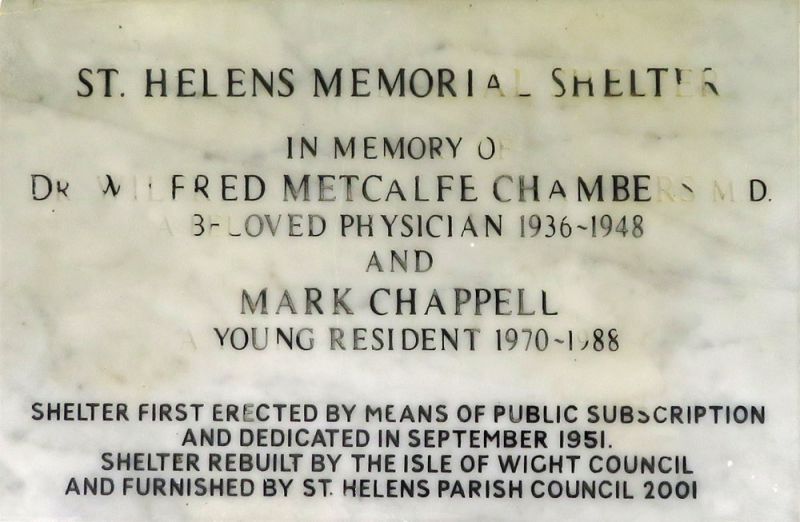 ST. HELENS MEMORIAL SHELTER
IN MEMORY OF
DR WILFRED METCALFE CHAMBERS M.D.
A BELOVED PHYSICIAN 1936~1948
AND
MARK CHAPPELL
A YOUNG RESIDENT 1970~1988
SHELTER FIRST ERECTED BY MEANS OF PUBLIC SUBSCRIPTION
AND DEDICATED IN SEPTEMBER 1951.
SHELTER REBUILT BY THE ISLE OF WIGHT COUNCIL
AND FURNISHED BY ST. HELENS PARISH COUNCIL 2001